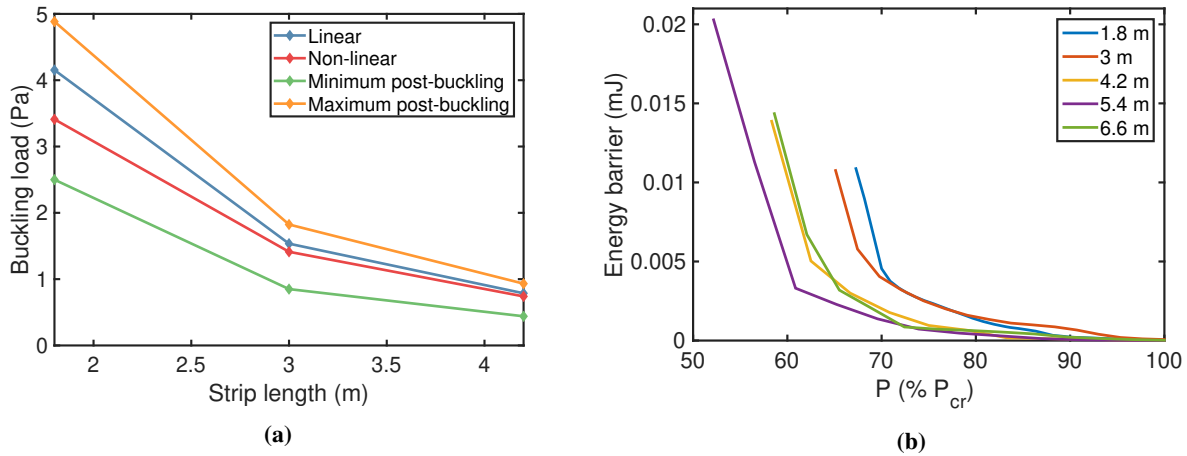 5
4
3
2
1
0
Buckling load (Pa)
2
2.5
3
3.5
4
Strip length (m)
Linear
Non-linear
Minimum post-buckling
Maximum post-buckling
(a)
0.02
0.015
0.01
0.005
0
Energy barrier (mJ)
50
60
70
80
90
100
P (% P_cr)
1.8 m
3 m
4.2 m
5.4 m
6.6 m
(b)